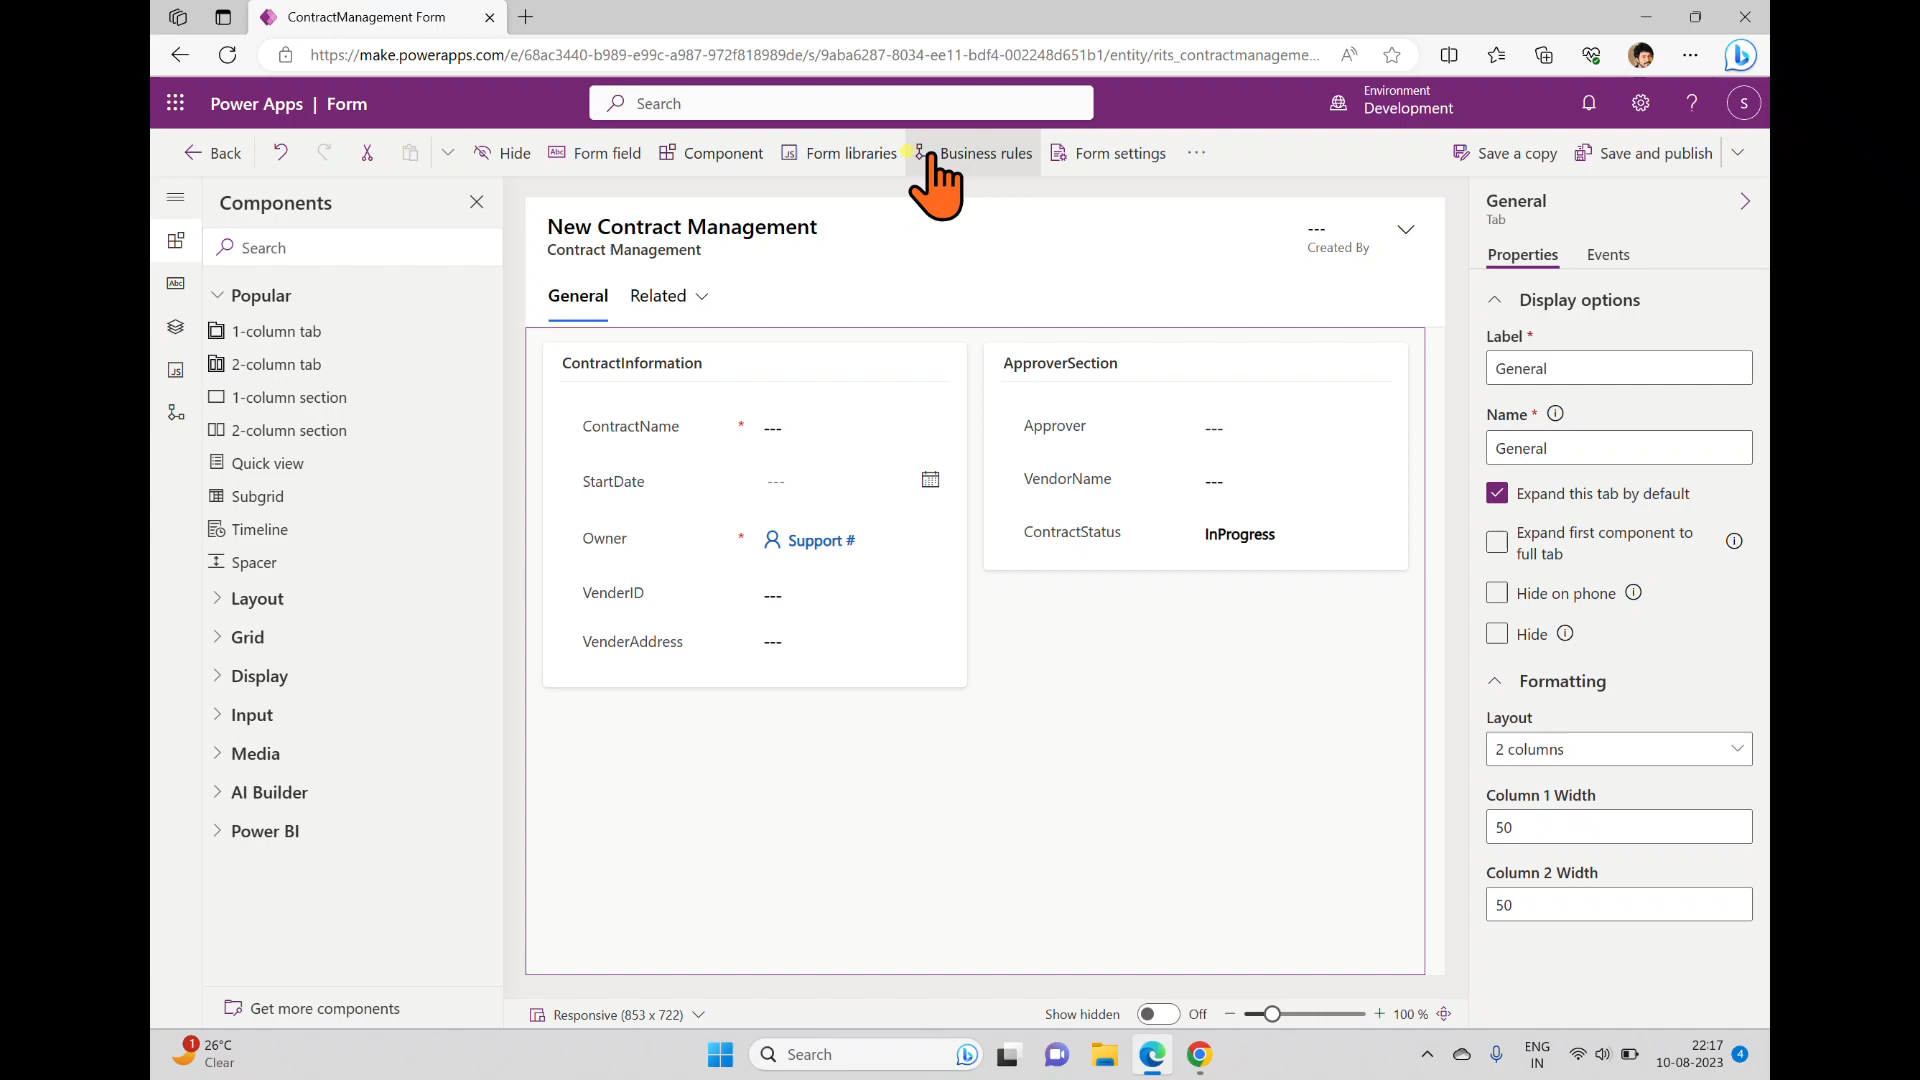 ContractManagement Form
https://make.powerapps.com/e/68ac3440-b989-e99c-a987-972f818989de/s/9aba6287-8034-ee11-bdf4-002248d651b1/entity/rits_contractmanageme...
Power Apps | Form
Search
Environment
Development
S
Back
Hide
Form field
Component
Form libraries
Business rules
Form settings
Save a copy
Save and publish
Components
Search
Popular
1-column tab
2-column tab
1-column section
2-column section
Quick view
Subgrid
Timeline
Spacer
Layout
Grid
Display
Input
Media
AI Builder
Power BI
Get more components
New Contract Management
Contract Management
---
Created By
General
Related
ContractInformation
ContractName * ---
StartDate ---
Owner * Support #
VenderID ---
VenderAddress ---
ApproverSection
Approver ---
VendorName ---
ContractStatus InProgress
Responsive (853 x 722)
Show hidden
Off
100 %
General
Tab
Properties
Events
Display options
Label *
General
Name *
General
Expand this tab by default
Expand first component to
full tab
Hide on phone
Hide
Formatting
Layout
2 columns
Column 1 Width
50
Column 2 Width
50
1
26°C
Clear
Search
ENG
IN
22:17
10-08-2023
4